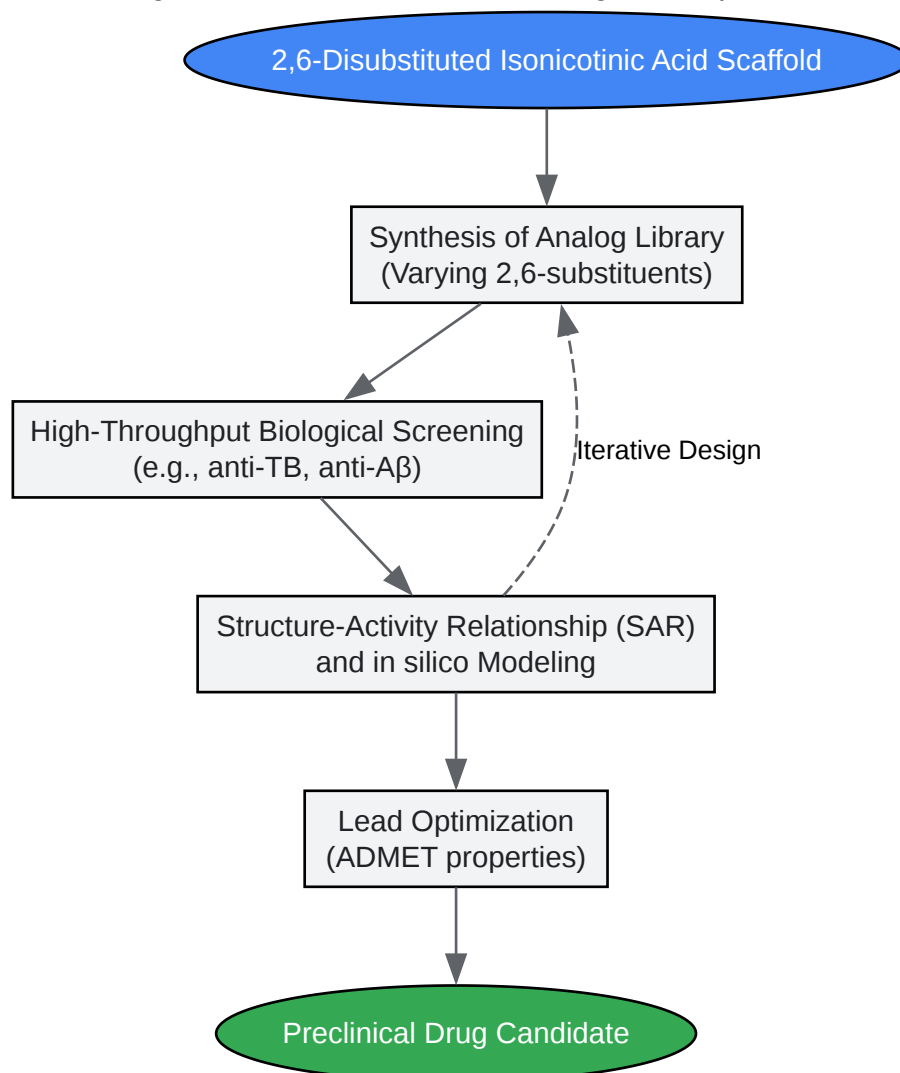 2,6-Disubstituted Isonicotinic Acid Scaffold
Synthesis of Analog Library
(Varying 2,6-substituents)
High-Throughput Biological Screening
(e.g., anti-TB, anti-Aβ)
Iterative Design
Structure-Activity Relationship (SAR)
and in silico Modeling
Lead Optimization
(ADMET properties)
Preclinical Drug Candidate